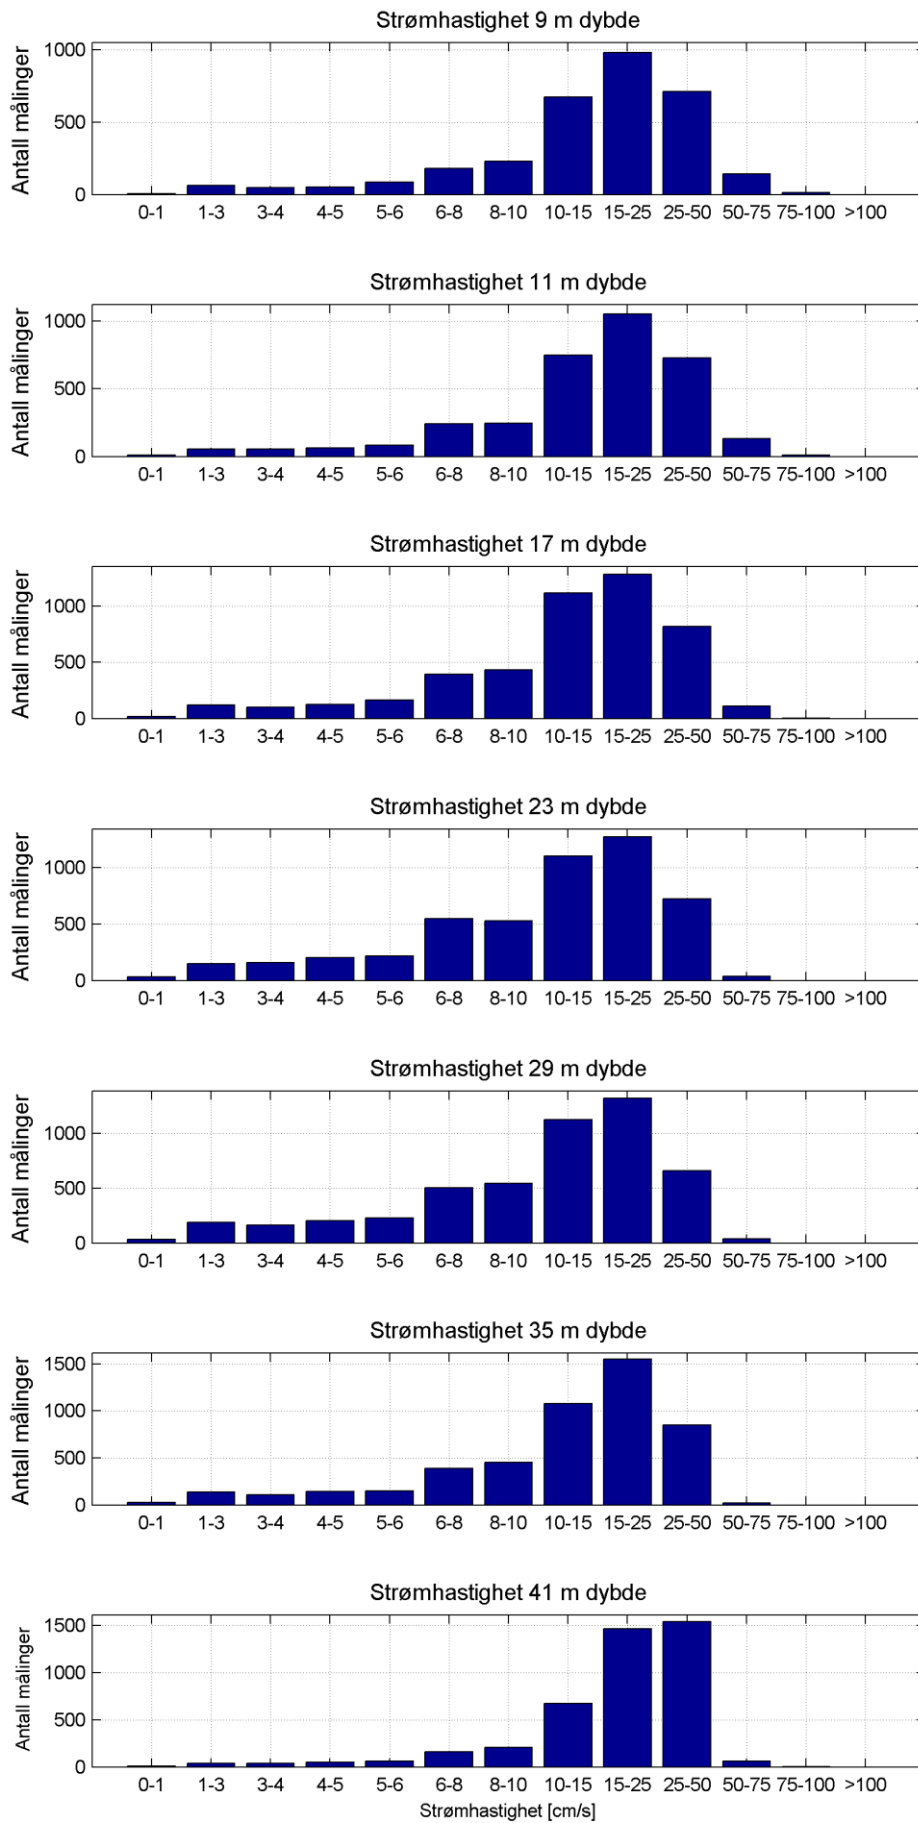 Strømhastighet 9 m dybde
Antall målinger
1000
500
0
0-1 1-3 3-4 4-5 5-6 6-8 8-10 10-15 15-25 25-50 50-75 75-100 >100
Strømhastighet 11 m dybde
Antall målinger
1000
500
0
0-1 1-3 3-4 4-5 5-6 6-8 8-10 10-15 15-25 25-50 50-75 75-100 >100
Strømhastighet 17 m dybde
Antall målinger
1000
500
0
0-1 1-3 3-4 4-5 5-6 6-8 8-10 10-15 15-25 25-50 50-75 75-100 >100
Strømhastighet 23 m dybde
Antall målinger
1000
500
0
0-1 1-3 3-4 4-5 5-6 6-8 8-10 10-15 15-25 25-50 50-75 75-100 >100
Strømhastighet 29 m dybde
Antall målinger
1000
500
0
0-1 1-3 3-4 4-5 5-6 6-8 8-10 10-15 15-25 25-50 50-75 75-100 >100
Strømhastighet 35 m dybde
Antall målinger
1500
1000
500
0
0-1 1-3 3-4 4-5 5-6 6-8 8-10 10-15 15-25 25-50 50-75 75-100 >100
Strømhastighet 41 m dybde
Antall målinger
1500
1000
500
0
0-1 1-3 3-4 4-5 5-6 6-8 8-10 10-15 15-25 25-50 50-75 75-100 >100
Strømhastighet [cm/s]